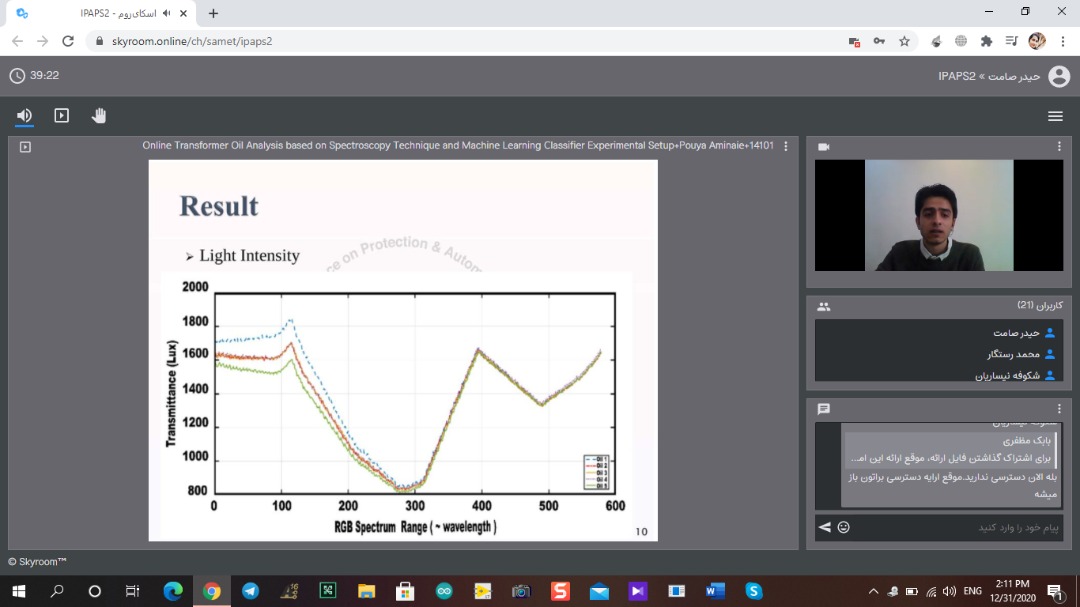 اسکای‌روم - IPAPS2
skyroom.online/ch/samet/ipaps2
39:22
حیدر صامت » IPAPS2
Online Transformer Oil Analysis based on Spectroscopy Technique and Machine Learning Classifier Experimental Setup+Pouya Aminaie+14101
Result
ce on Protection & Autom
➢ Light Intensity
Transmittance (Lux)
2000
1800
1600
1400
1200
1000
800
0 100 200 300 400 500 600
RGB Spectrum Range ( ~ wavelength )
Oil 1
Oil 2
Oil 3
Oil 4
Oil 5
10
کاربران (21)
حیدر صامت
محمد رستگار
شکوفه نیساریان
بابک مظفری
برای اشتراک گذاشتن فایل ارائه، موقع ارائه این امـ...
بله الان دسترسی ندارید.موقع ارایه دسترسی براتون باز
میشه
پیام خود را وارد کنید
© Skyroom™
ENG
2:11 PM
12/31/2020